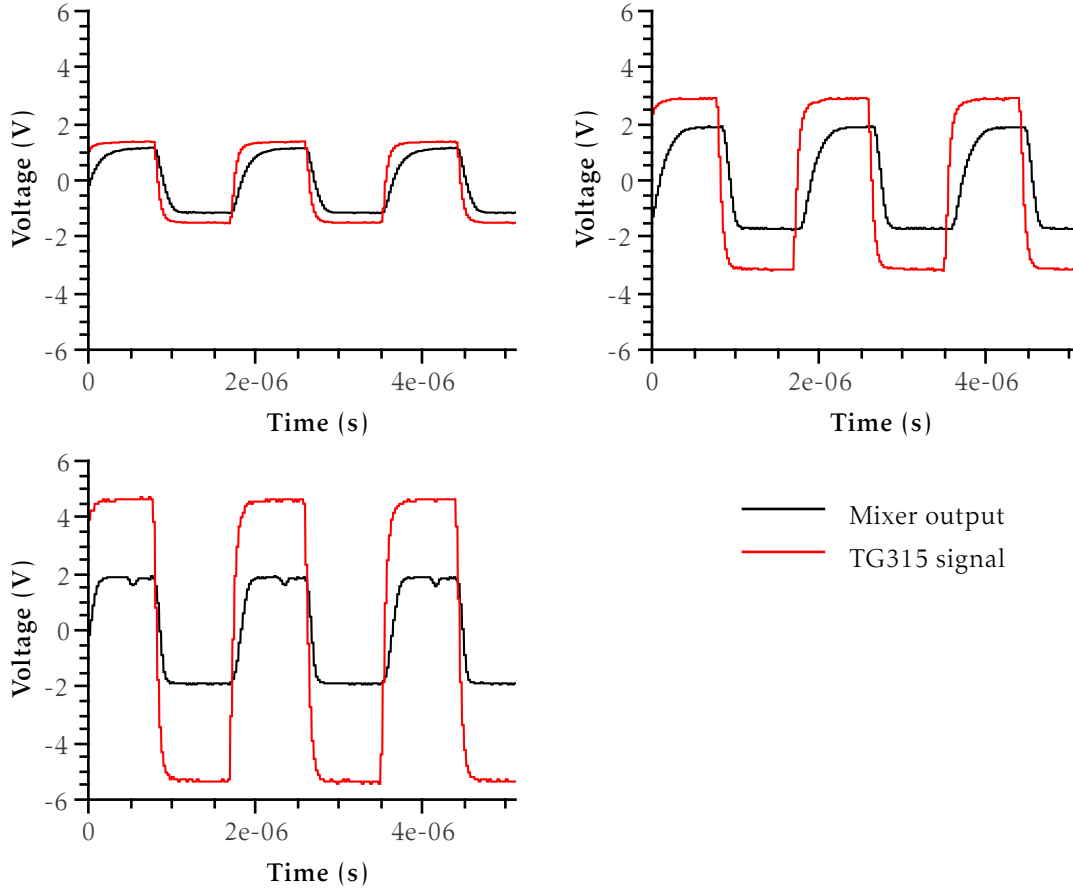 6
4
2
0
-2
-4
-6
Voltage (V)
0
2e-06
4e-06
Time (s)
6
4
2
0
-2
-4
-6
Voltage (V)
0
2e-06
4e-06
Time (s)
6
4
2
0
-2
-4
-6
Voltage (V)
0
2e-06
4e-06
Time (s)
Mixer output
TG315 signal